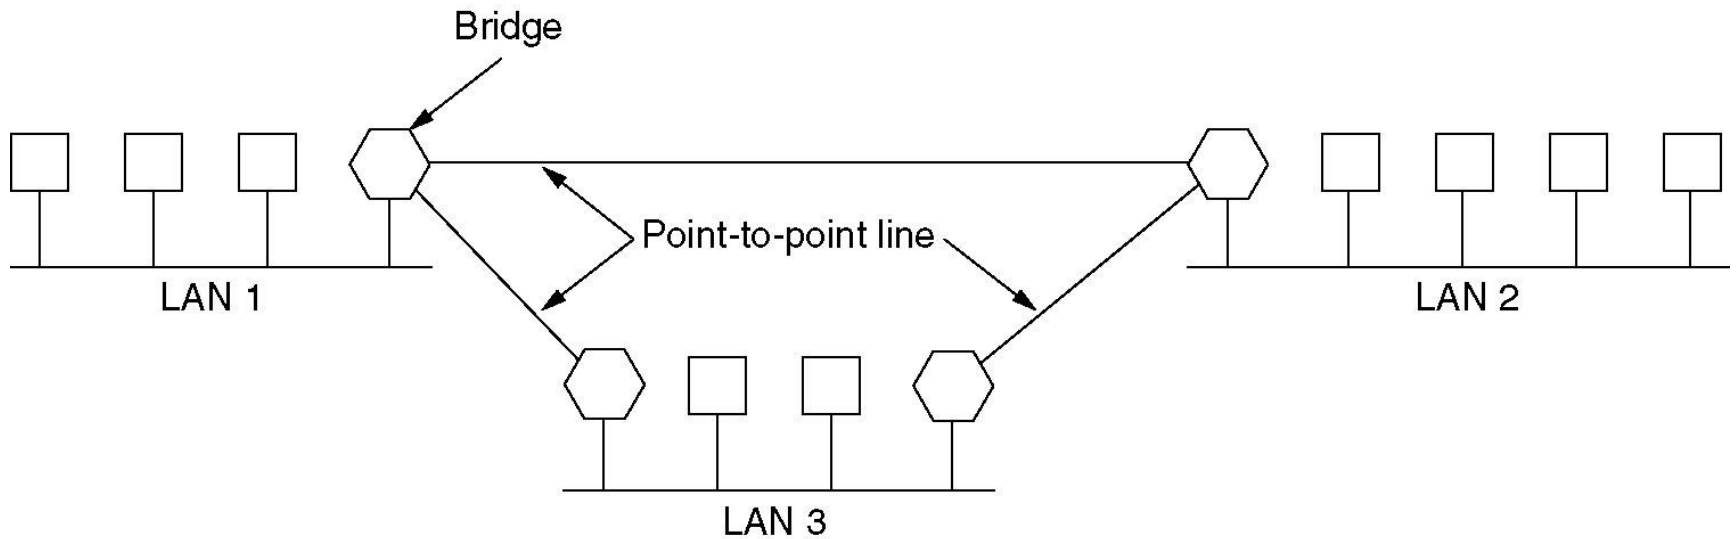 Bridge
Point-to-point line
LAN 1
LAN 2
LAN 3